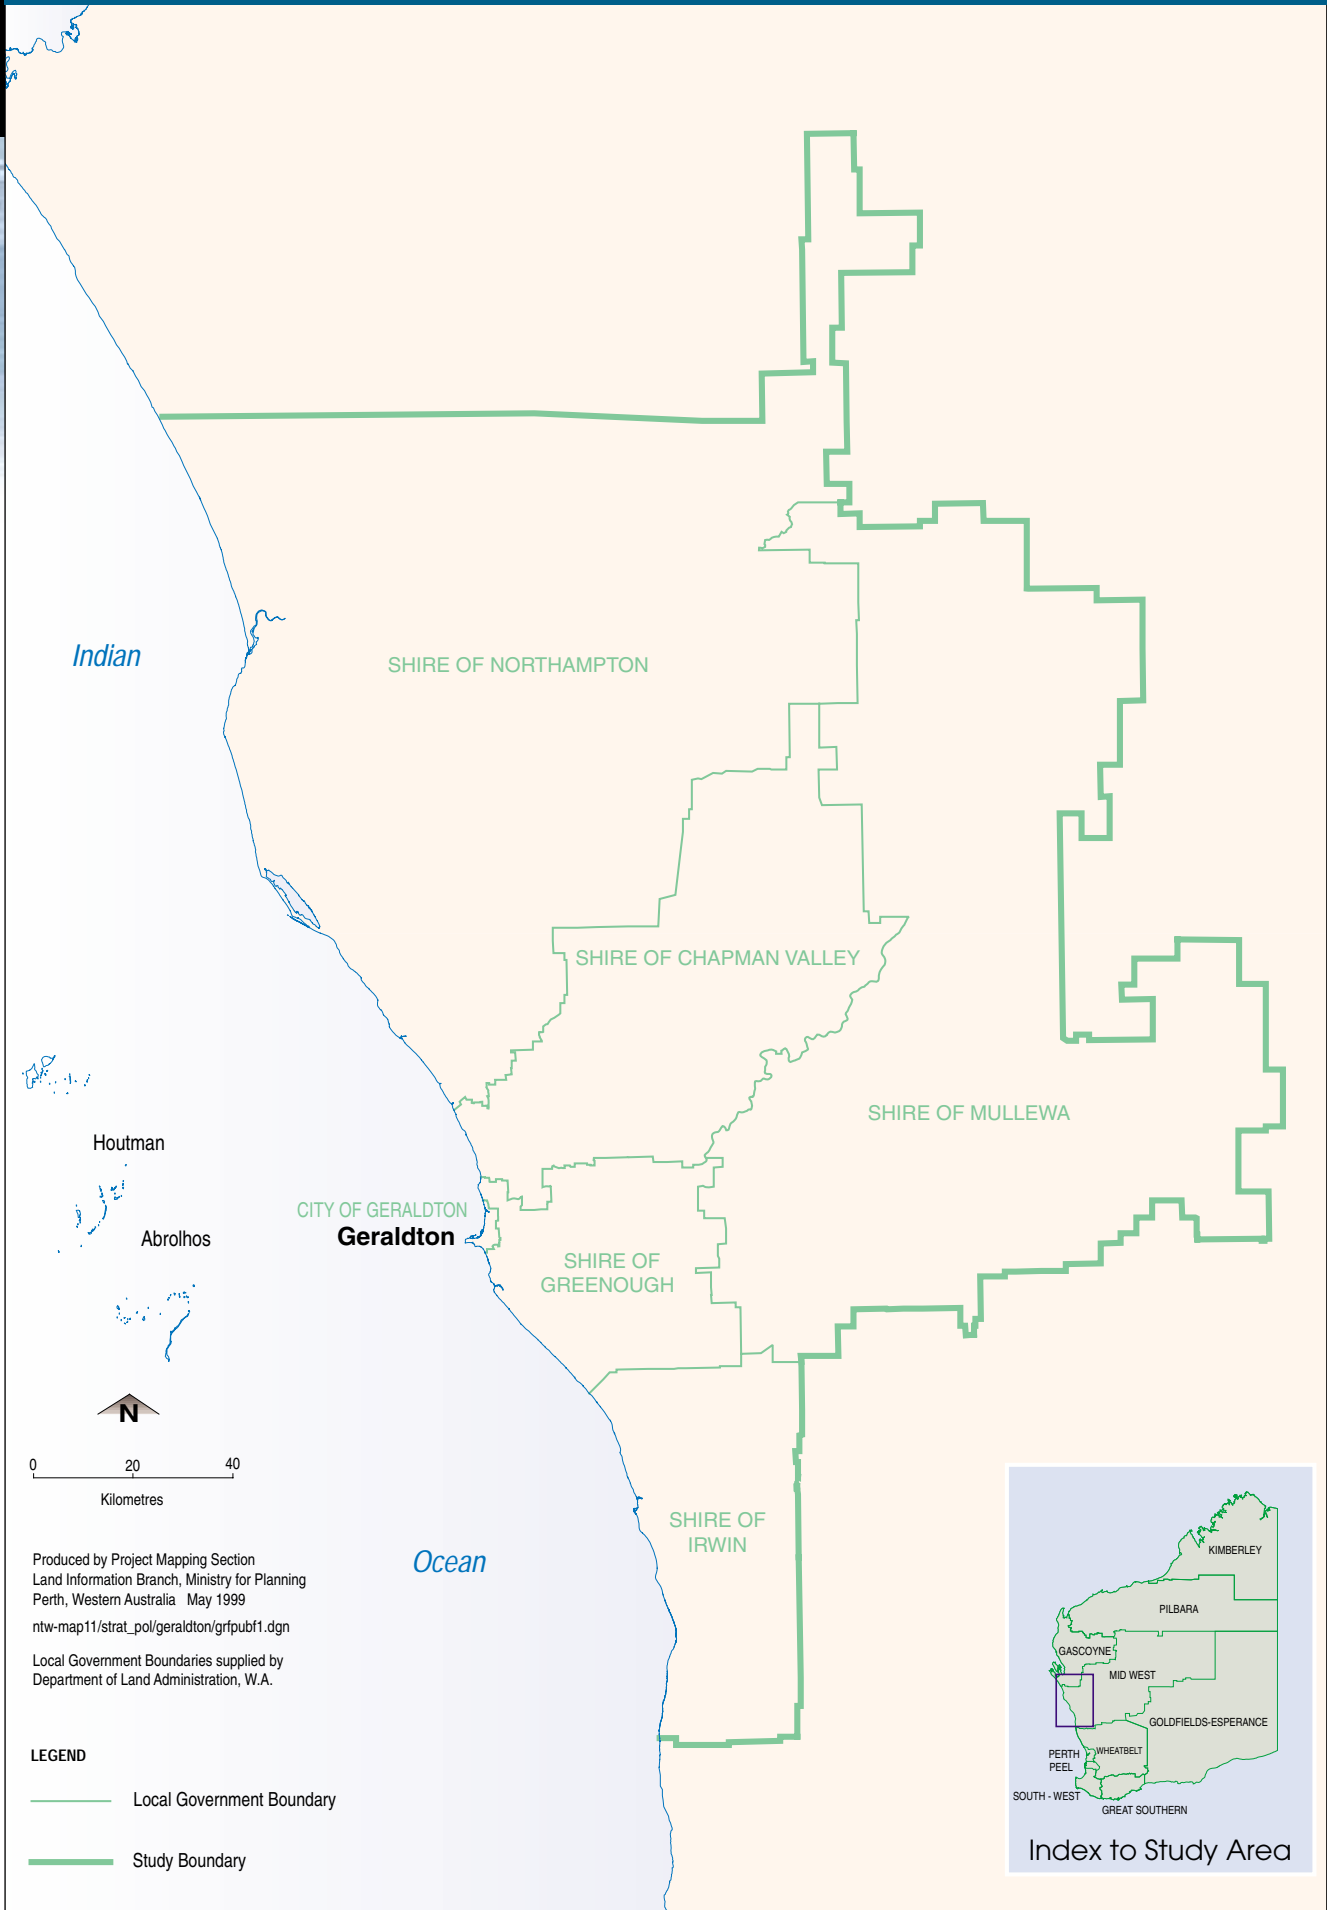 Indian
SHIRE OF NORTHAMPTON
SHIRE OF CHAPMAN VALLEY
SHIRE OF MULLEWA
Houtman
Abrolhos
CITY OF GERALDTON
Geraldton
SHIRE OF
GREENOUGH
N
0 20 40
Kilometres
SHIRE OF
IRWIN
Ocean
Produced by Project Mapping Section
Land Information Branch, Ministry for Planning
Perth, Western Australia May 1999
ntw-map11/strat_pol/geraldton/grfpubf1.dgn
Local Government Boundaries supplied by
Department of Land Administration, W.A.
LEGEND
Local Government Boundary
Study Boundary
KIMBERLEY
PILBARA
GASCOYNE
MID WEST
GOLDFIELDS-ESPERANCE
WHEATBELT
PERTH
PEEL
SOUTH - WEST
GREAT SOUTHERN
Index to Study Area